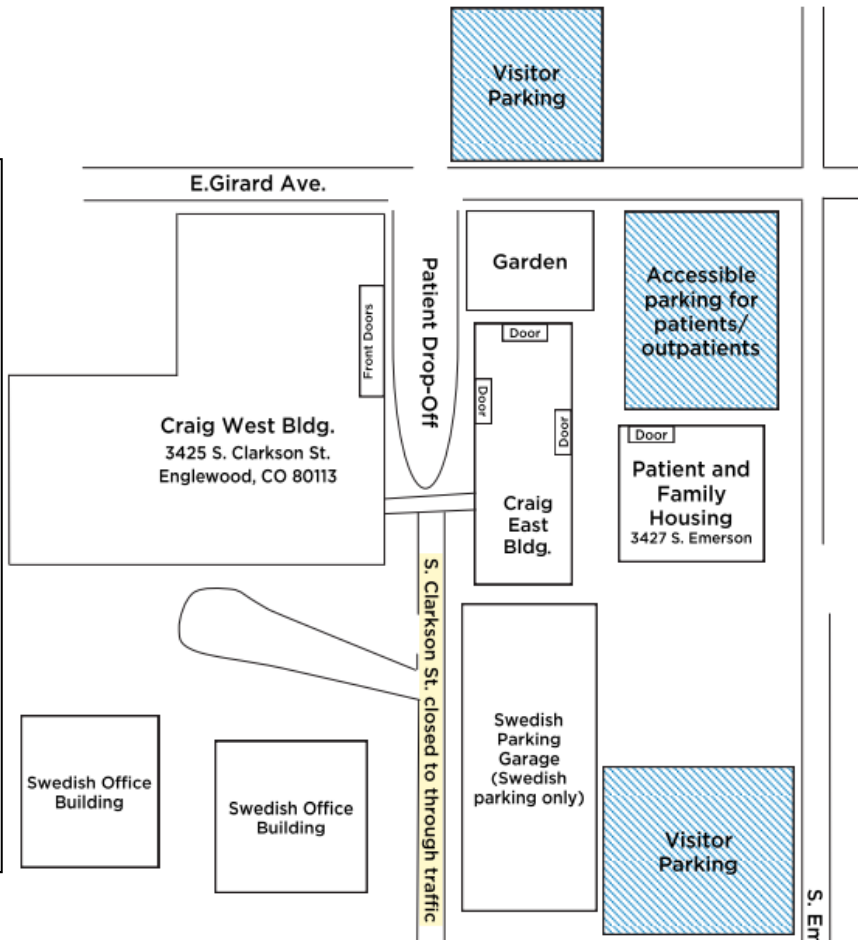 Visitor
Parking
E.Girard Ave.
Patient Drop-Off
Garden
Accessible
parking for
patients/
outpatients
Front Doors
Door
Door
Door
Door
Craig West Bldg.
3425 S. Clarkson St.
Englewood, CO 80113
Patient and
Family
Housing
3427 S. Emerson
Craig
East
Bldg.
S. Clarkson St. closed to through traffic
Swedish
Parking
Garage
(Swedish
parking only)
Swedish Office
Building
Swedish Office
Building
Visitor
Parking
S. Em